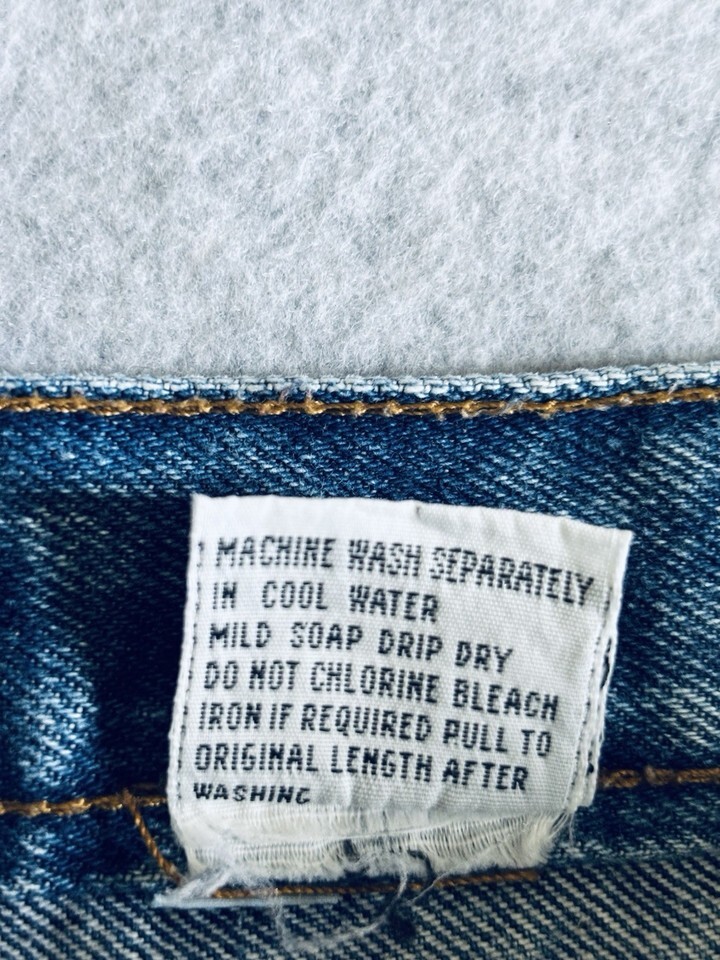 MACHINE WASH SEPARATELY
IN COOL WATER
MILD SOAP DRIP DRY
DO NOT CHLORINE BLEACH
IRON IF REQUIRED PULL TO
ORIGINAL LENGTH AFTER
WASHING